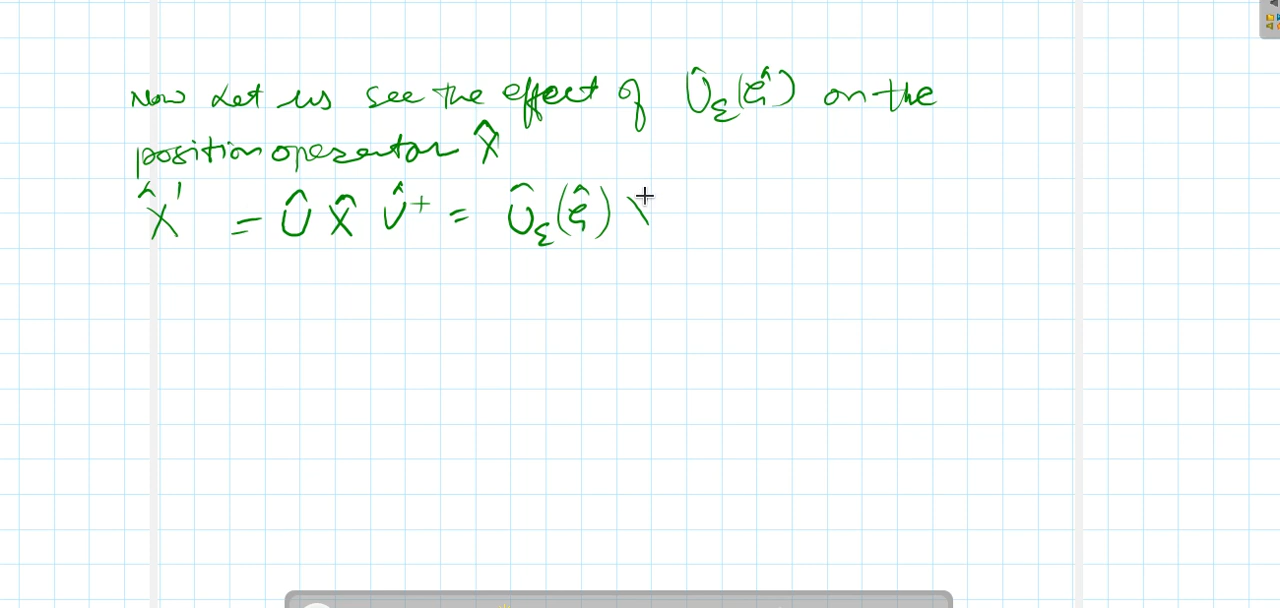 Now Let us see the effect of Û_ε(Ĝ) on the
position operator X̂
X̂' = Û X̂ Û⁺ = Û_ε(Ĝ)